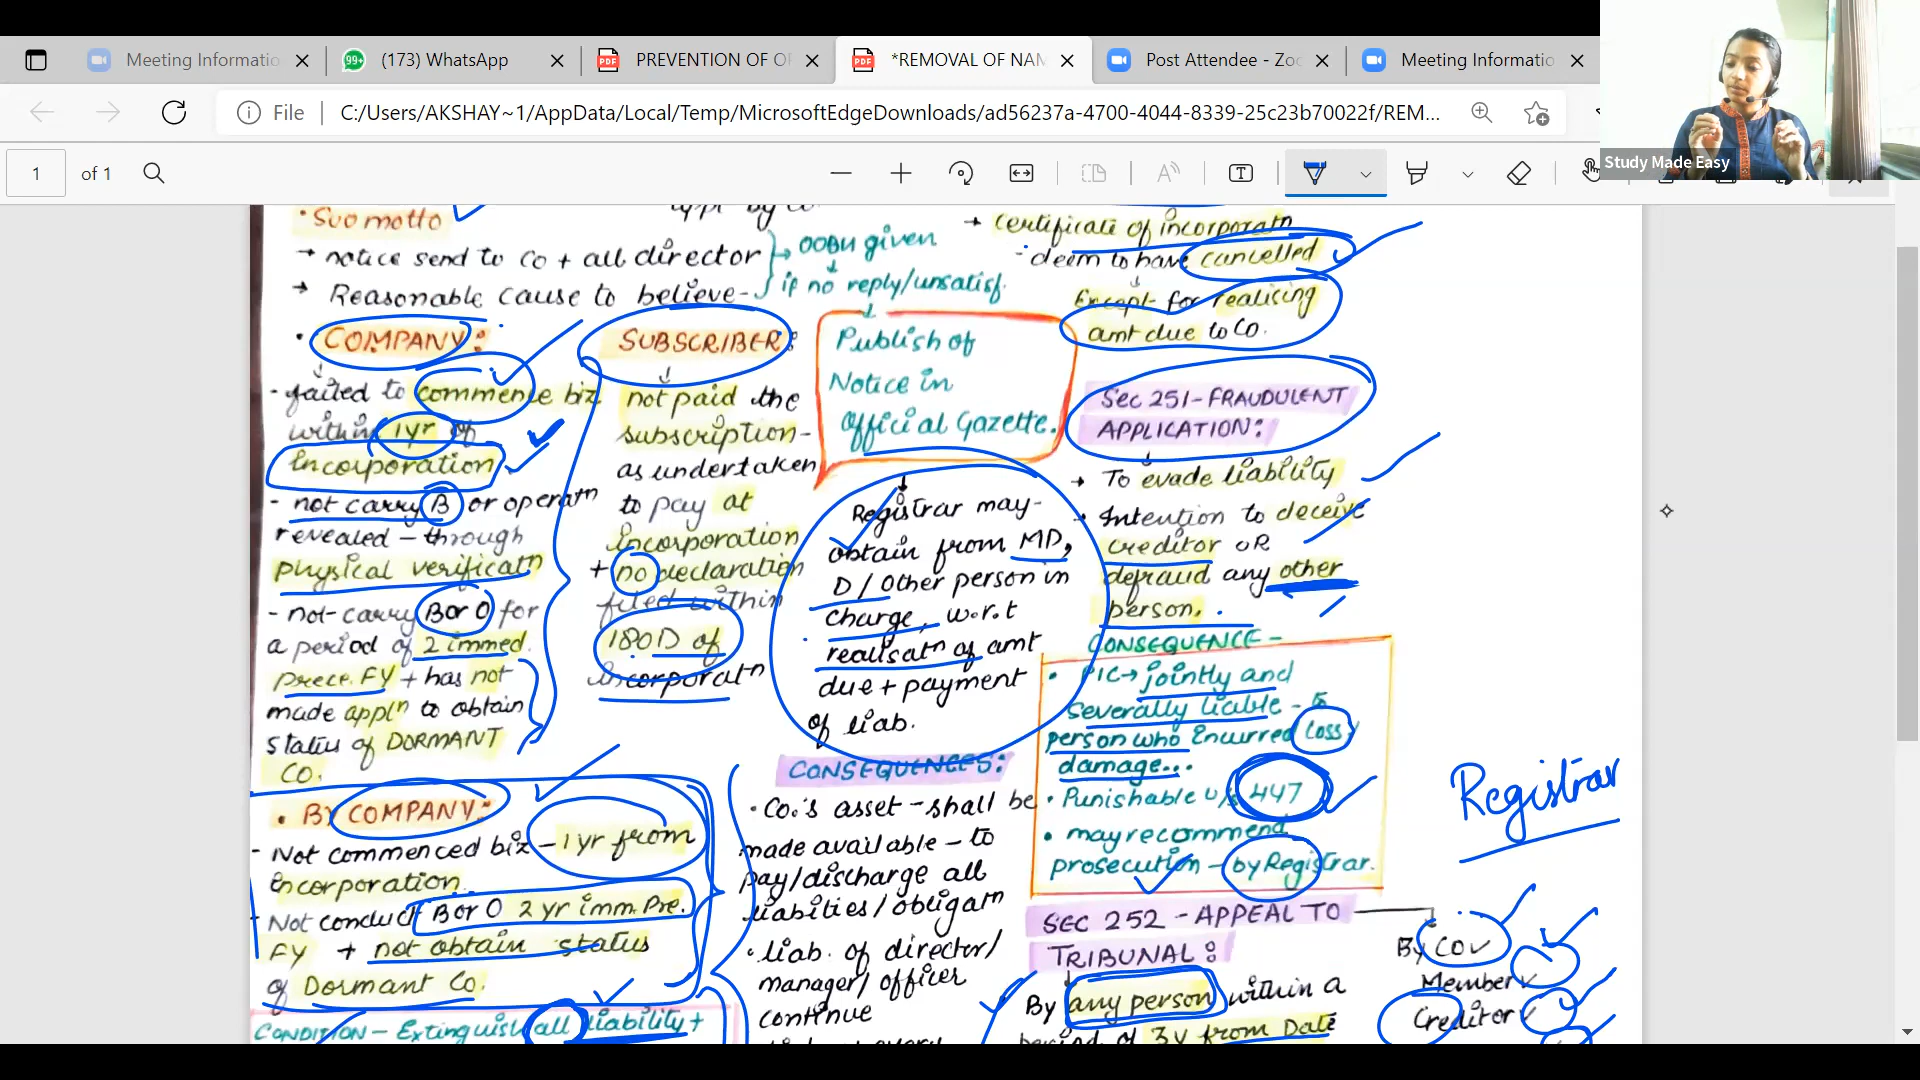 Meeting Informatio
(173) WhatsApp
PREVENTION OF OP
*REMOVAL OF NAM
Post Attendee - Zoo
Meeting Informatio
File
C:/Users/AKSHAY~1/AppData/Local/Temp/MicrosoftEdgeDownloads/ad56237a-4700-4044-8339-25c23b70022f/REM...
Study Made Easy
1 of 1
• Suo motto
→ notice send to Co + all director
→ Reasonable cause to believe-
→ OOBH given
if no reply/unsatisf.
• COMPANY:
- failed to commence biz
within 1yr of
incorporation
- not carry B or operatn
revealed - through
physical verificatn
- not carry B or O for
a period of 2 immed.
prece. FY + has not
made appln to obtain
status of DORMANT
CO.
• BY COMPANY:
- Not commenced biz - 1yr from
incorporation.
- Not conduct B or O 2 yr imm. Pre.
FY + not obtain status
of Dormant Co.
CONDITION - Extinguish all liability +
SUBSCRIBER:
not paid the
subscription-
as undertaken
to pay at
incorporation
+ no declaration
filed within
180D of
incorporatn
Publish of
Notice in
Official Gazette.
Registrar may-
obtain from MD,
D/Other person in
charge, w.r.t
realisatn of amt
due + payment
of liab.
CONSEQUENCES:
• Co.'s asset - shall be
made available - to
pay/discharge all
liabities/obligatn
• liab. of director/
manager/officer
continue
→ certificate of incorporatn
- deem to have cancelled
Except for realising
amt due to Co.
Sec 251 - FRAUDULENT
APPLICATION:
→ To evade liability
• Intention to deceive
creditor OR
defraud any other
person.
CONSEQUENCE -
• PIC → jointly and
severally liable - to
person who incurred loss/
damage...
• Punishable u/s 447
• may recommend
prosecution - by Registrar.
Registrar
SEC 252 - APPEAL TO
TRIBUNAL:
By any person within a
period of 3y from Date
By Co
Member
Creditor